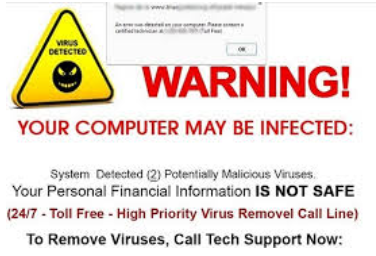 An error was detected on your computer. Please contact a
certified technician at (Toll Free)
OK
VIRUS
DETECTED
WARNING!
YOUR COMPUTER MAY BE INFECTED:
System Detected (2) Potentially Malicious Viruses.
Your Personal Financial Information IS NOT SAFE
(24/7 - Toll Free - High Priority Virus Removel Call Line)
To Remove Viruses, Call Tech Support Now: